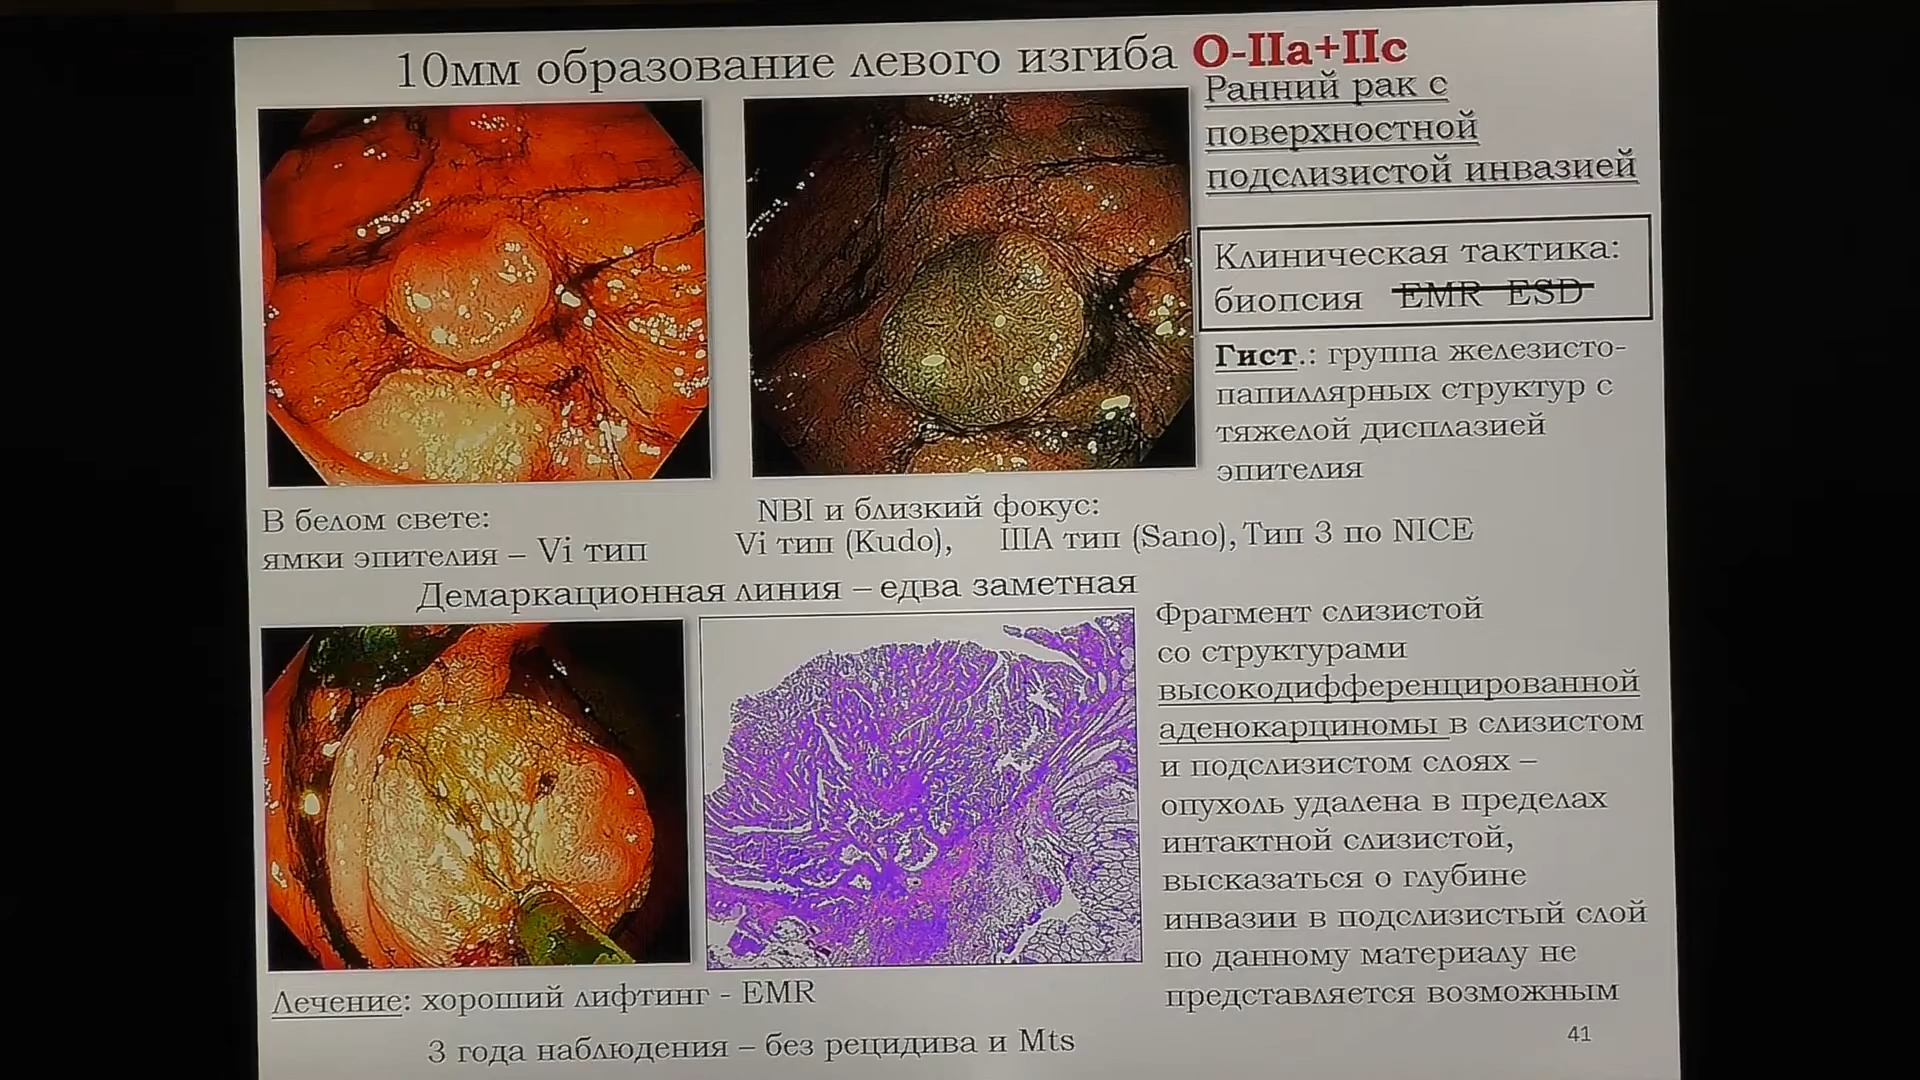 10мм образование левого изгиба О-IIa+IIc
Ранний рак с
поверхностной
подслизистой инвазией
Клиническая тактика:
биопсия EMR ESD
Гист.: группа железисто-
папиллярных структур с
тяжелой дисплазией
эпителия
В белом свете:
ямки эпителия – Vi тип
NBI и близкий фокус:
Vi тип (Kudo), IIIA тип (Sano), Тип 3 по NICE
Демаркационная линия – едва заметная
Фрагмент слизистой
со структурами
высокодифференцированной
аденокарциномы в слизистом
и подслизистом слоях –
опухоль удалена в пределах
интактной слизистой,
высказаться о глубине
инвазии в подслизистый слой
по данному материалу не
представляется возможным
Лечение: хороший лифтинг - EMR
3 года наблюдения – без рецидива и Mts
41